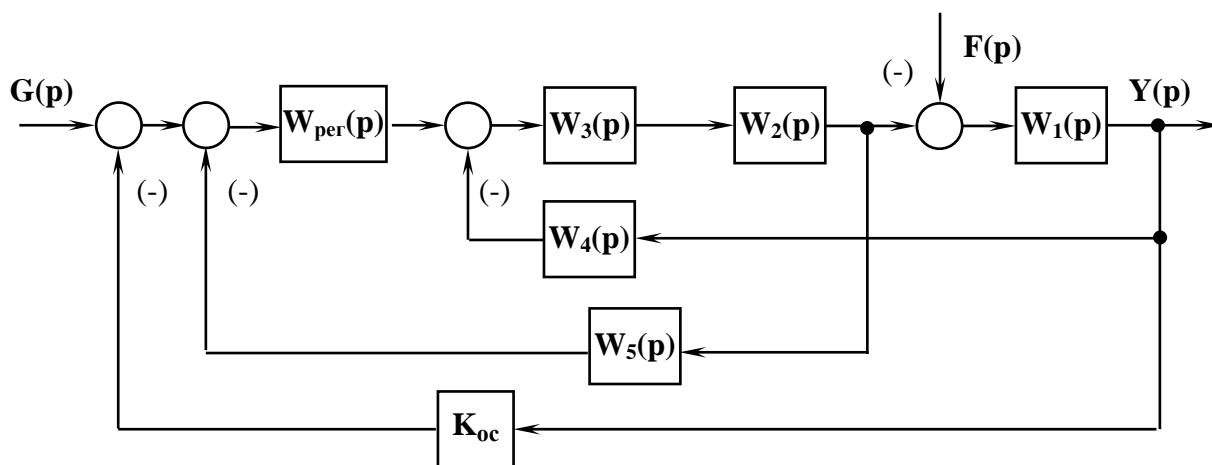 F(p)
(-)
G(p)
Y(p)
Wрег(p)
W₃(p)
W₂(p)
W₁(p)
(-)
(-)
(-)
W₄(p)
W₅(p)
Kос